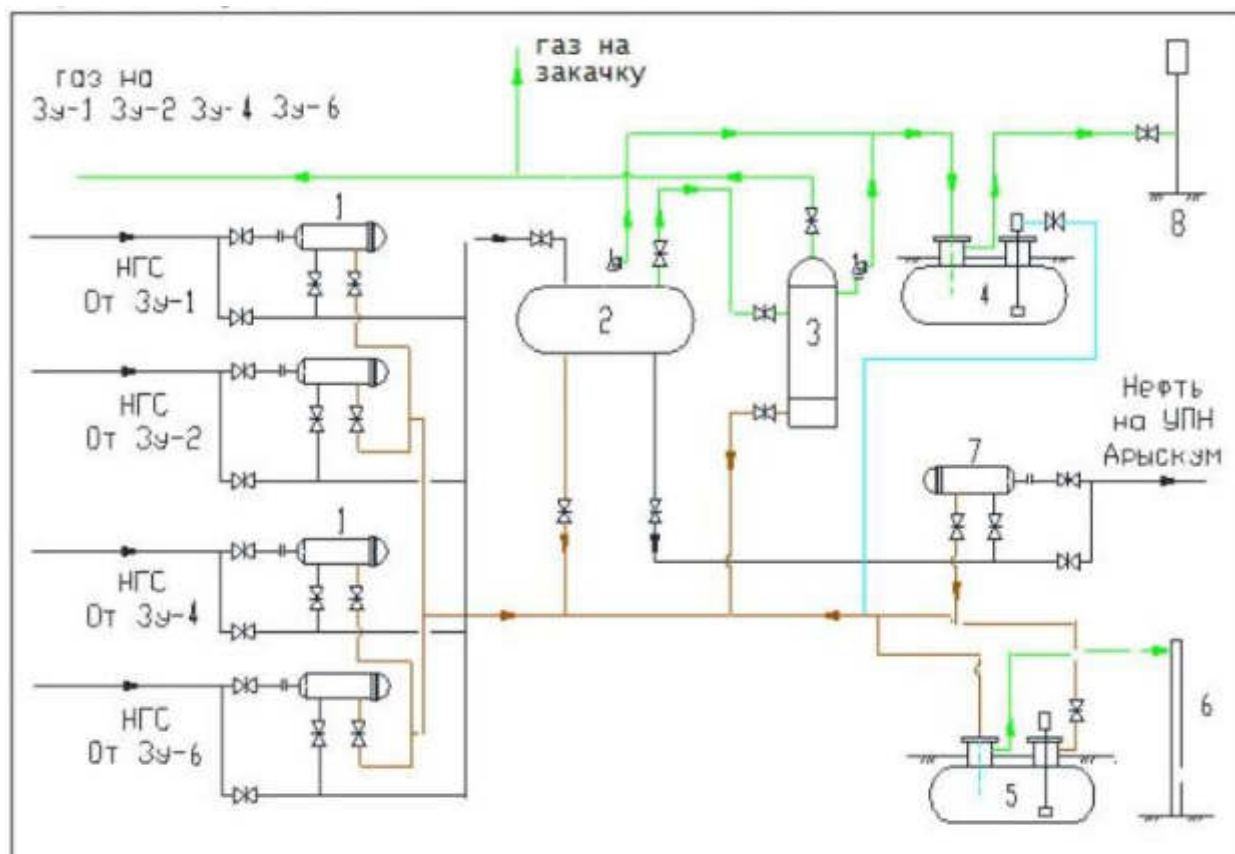 газ на
закачку
газ на
Зу-1 Зу-2 Зу-4 Зу-6
1
НГС
От Зу-1
2
3
4
8
НГС
От Зу-2
Нефть
на УПН
Арыскум
7
1
НГС
От Зу-4
НГС
От Зу-6
5
6